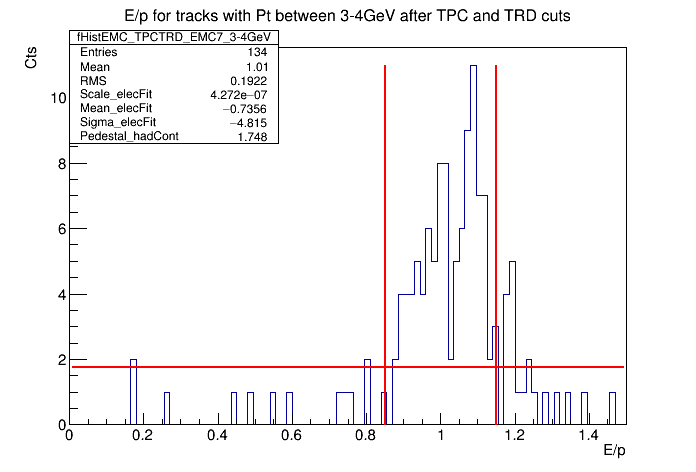 E/p for tracks with Pt between 3-4GeV after TPC and TRD cuts
fHistEMC_TPCTRD_EMC7_3-4GeV
Entries 134
Mean 1.01
RMS 0.1922
Scale_elecFit 4.272e-07
Mean_elecFit -0.7356
Sigma_elecFit -4.815
Pedestal_hadCont 1.748
Cts
10
8
6
4
2
0
0 0.2 0.4 0.6 0.8 1 1.2 1.4
E/p